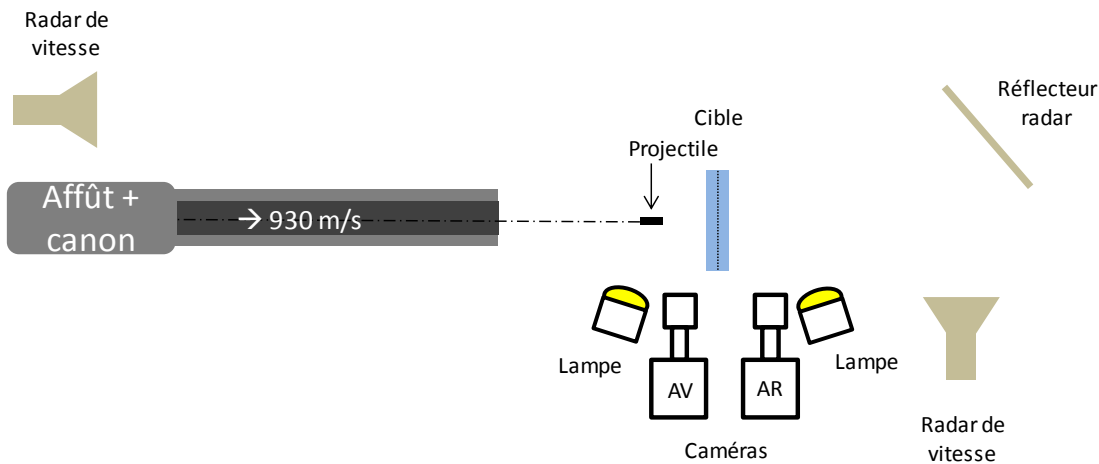 Radar de
vitesse
Réflecteur
radar
Cible
Projectile
Affût +
canon
→ 930 m/s
Lampe
Lampe
AV
AR
Caméras
Radar de
vitesse